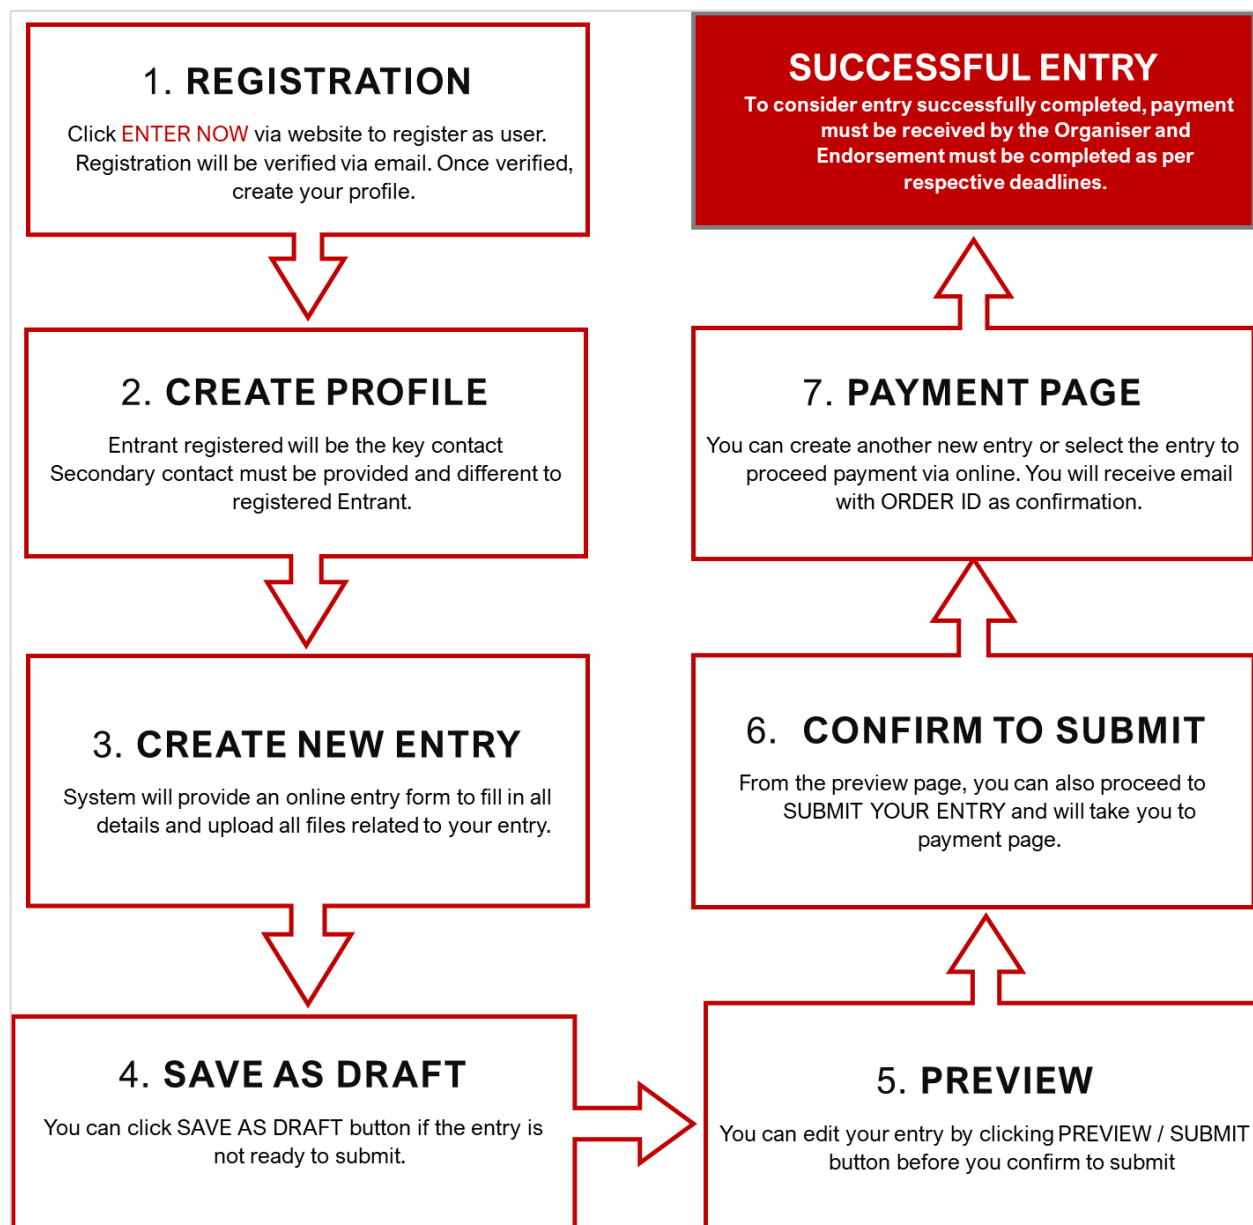 1. REGISTRATION
Click ENTER NOW via website to register as user.
Registration will be verified via email. Once verified,
create your profile.
2. CREATE PROFILE
Entrant registered will be the key contact
Secondary contact must be provided and different to
registered Entrant.
3. CREATE NEW ENTRY
System will provide an online entry form to fill in all
details and upload all files related to your entry.
4. SAVE AS DRAFT
You can click SAVE AS DRAFT button if the entry is
not ready to submit.
5. PREVIEW
You can edit your entry by clicking PREVIEW / SUBMIT
button before you confirm to submit
6. CONFIRM TO SUBMIT
From the preview page, you can also proceed to
SUBMIT YOUR ENTRY and will take you to
payment page.
7. PAYMENT PAGE
You can create another new entry or select the entry to
proceed payment via online. You will receive email
with ORDER ID as confirmation.
SUCCESSFUL ENTRY
To consider entry successfully completed, payment
must be received by the Organiser and
Endorsement must be completed as per
respective deadlines.